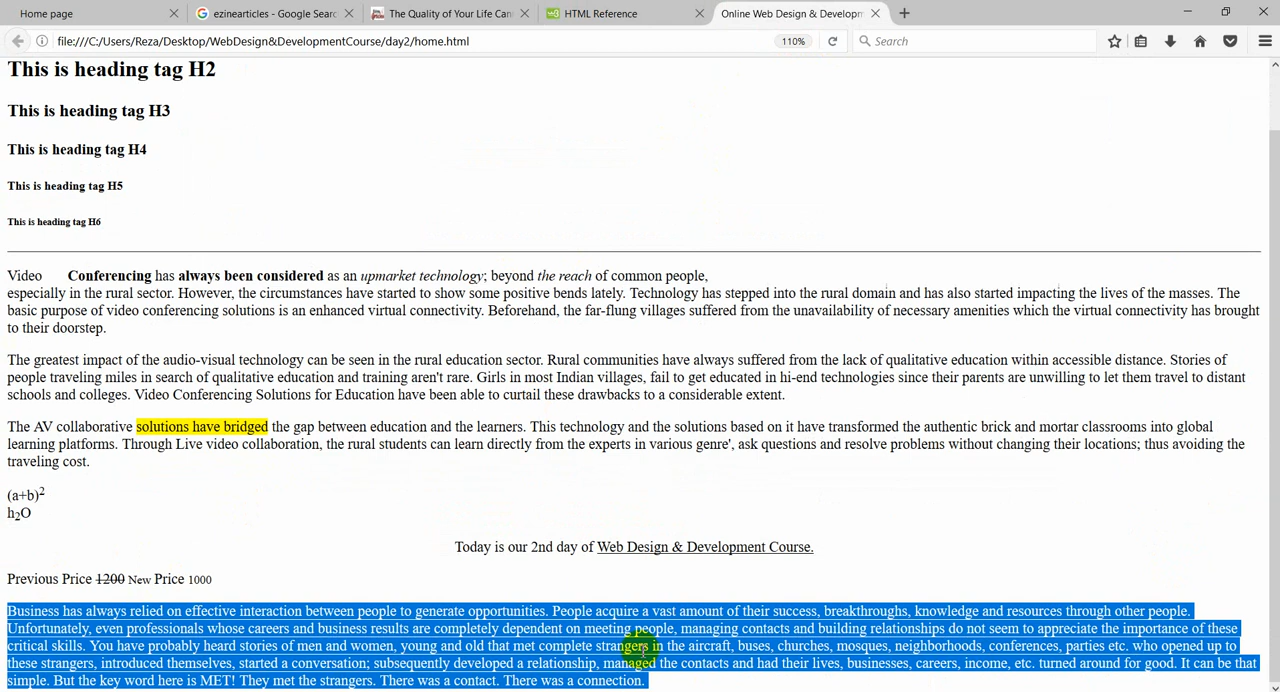 Home page
ezinearticles - Google Searc
The Quality of Your Life Can
HTML Reference
Online Web Design & Developm
file:///C:/Users/Reza/Desktop/WebDesign&DevelopmentCourse/day2/home.html
110%
Search
This is heading tag H2
This is heading tag H3
This is heading tag H4
This is heading tag H5
This is heading tag H6
Video Conferencing has always been considered as an upmarket technology; beyond the reach of common people,
especially in the rural sector. However, the circumstances have started to show some positive bends lately. Technology has stepped into the rural domain and has also started impacting the lives of the masses. The
basic purpose of video conferencing solutions is an enhanced virtual connectivity. Beforehand, the far-flung villages suffered from the unavailability of necessary amenities which the virtual connectivity has brought
to their doorstep.
The greatest impact of the audio-visual technology can be seen in the rural education sector. Rural communities have always suffered from the lack of qualitative education within accessible distance. Stories of
people traveling miles in search of qualitative education and training aren't rare. Girls in most Indian villages, fail to get educated in hi-end technologies since their parents are unwilling to let them travel to distant
schools and colleges. Video Conferencing Solutions for Education have been able to curtail these drawbacks to a considerable extent.
The AV collaborative solutions have bridged the gap between education and the learners. This technology and the solutions based on it have transformed the authentic brick and mortar classrooms into global
learning platforms. Through Live video collaboration, the rural students can learn directly from the experts in various genre', ask questions and resolve problems without changing their locations; thus avoiding the
traveling cost.
(a+b)2
h2O
Today is our 2nd day of Web Design & Development Course.
Previous Price 1200 New Price 1000
Business has always relied on effective interaction between people to generate opportunities. People acquire a vast amount of their success, breakthroughs, knowledge and resources through other people.
Unfortunately, even professionals whose careers and business results are completely dependent on meeting people, managing contacts and building relationships do not seem to appreciate the importance of these
critical skills. You have probably heard stories of men and women, young and old that met complete strangers in the aircraft, buses, churches, mosques, neighborhoods, conferences, parties etc. who opened up to
these strangers, introduced themselves, started a conversation; subsequently developed a relationship, managed the contacts and had their lives, businesses, careers, income, etc. turned around for good. It can be that
simple. But the key word here is MET! They met the strangers. There was a contact. There was a connection.